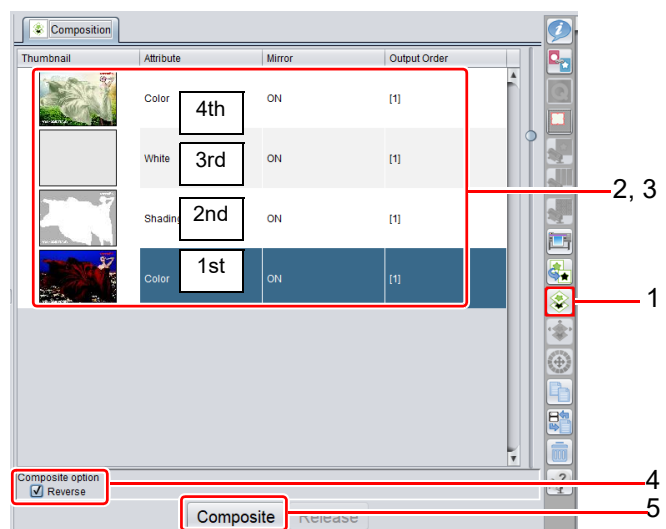 Composition
Thumbnail Attribute Mirror Output Order
Color 4th ON [1]
White 3rd ON [1]
Shading 2nd ON [1]
Color 1st ON [1]
2, 3
1
Composite option
Reverse
4
Composite Release
5